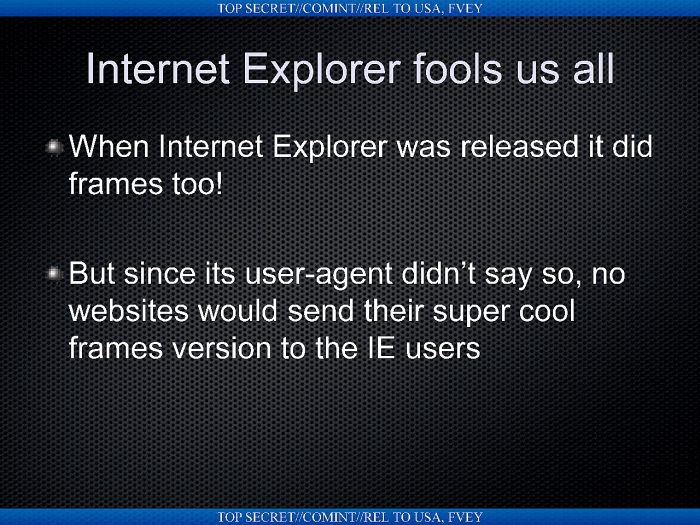 TOP SECRET//COMINT//REL TO USA, FVEY
Internet Explorer fools us all
When Internet Explorer was released it did
frames too!
But since its user-agent didn’t say so, no
websites would send their super cool
frames version to the IE users
TOP SECRET//COMINT//REL TO USA, FVEY